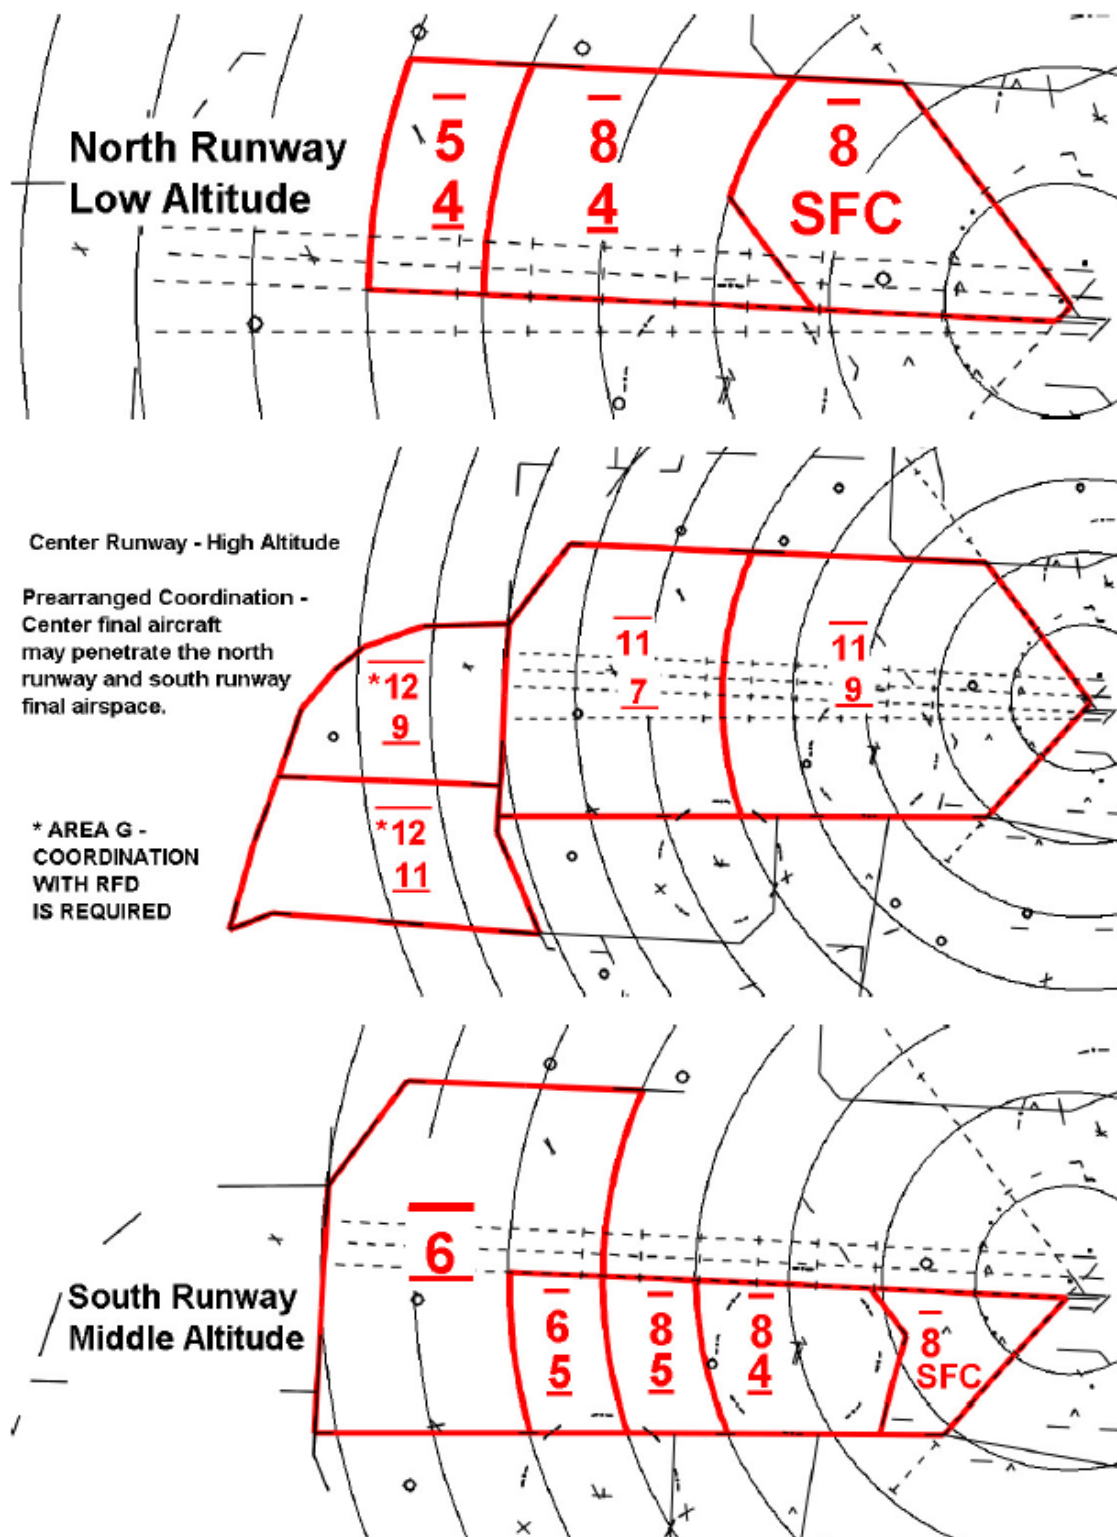 North Runway
Low Altitude
5
4
8
4
8
SFC
Center Runway - High Altitude
Prearranged Coordination -
Center final aircraft
may penetrate the north
runway and south runway
final airspace.
* AREA G -
COORDINATION
WITH RFD
IS REQUIRED
*12
9
*12
11
11
7
11
9
South Runway
Middle Altitude
6
6
5
8
5
8
4
8
SFC